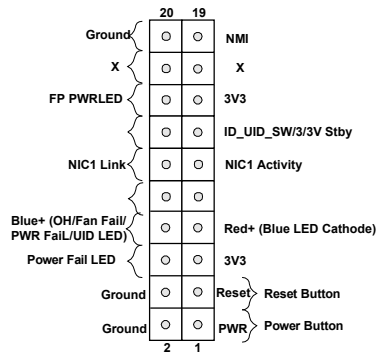 20 19
Ground NMI
X X
FP PWRLED 3V3
ID_UID_SW/3/3V Stby
NIC1 Link NIC1 Activity
Blue+ (OH/Fan Fail/
PWR FaiL/UID LED) Red+ (Blue LED Cathode)
Power Fail LED 3V3
Ground Reset Reset Button
Ground PWR Power Button
2 1